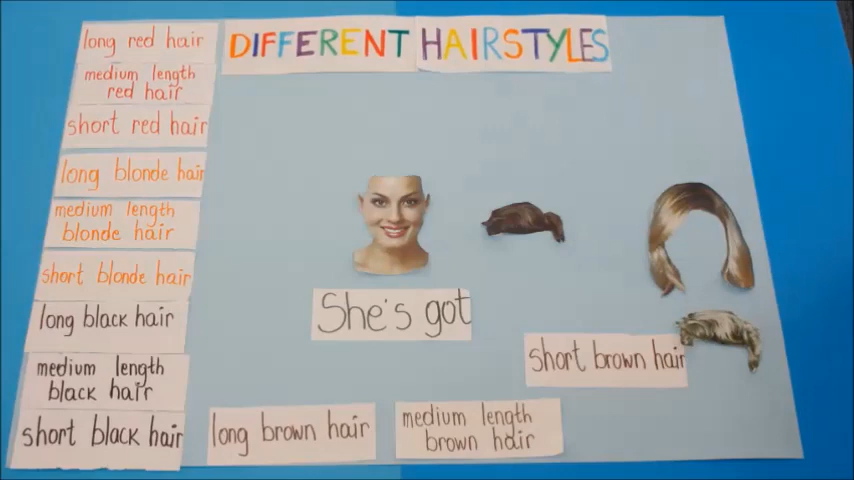 DIFFERENT HAIRSTYLES
long red hair
medium length
red hair
short red hair
long blonde hair
medium length
blonde hair
short blonde hair
long black hair
medium length
black hair
short black hair
She's got
short brown hair
long brown hair
medium length
brown hair